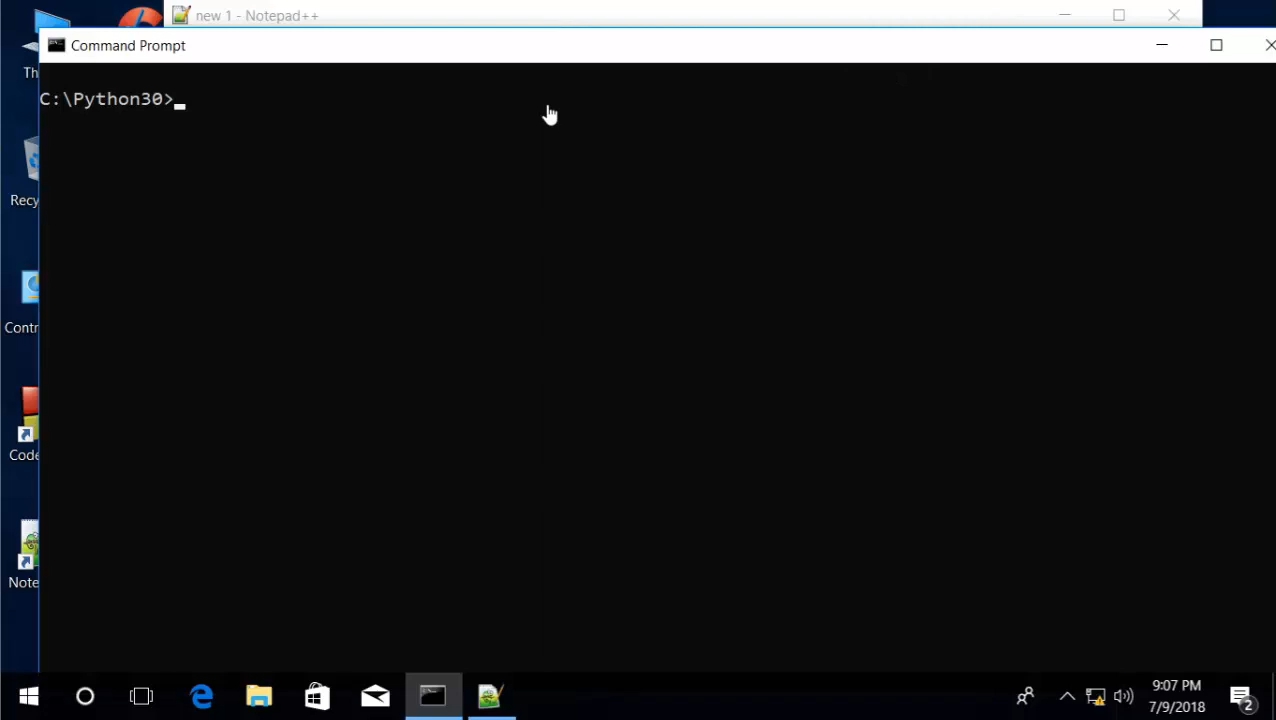 new 1 - Notepad++
Command Prompt
C:\Python30>
Th
Recy
Contr
Code
Note
9:07 PM
7/9/2018
2